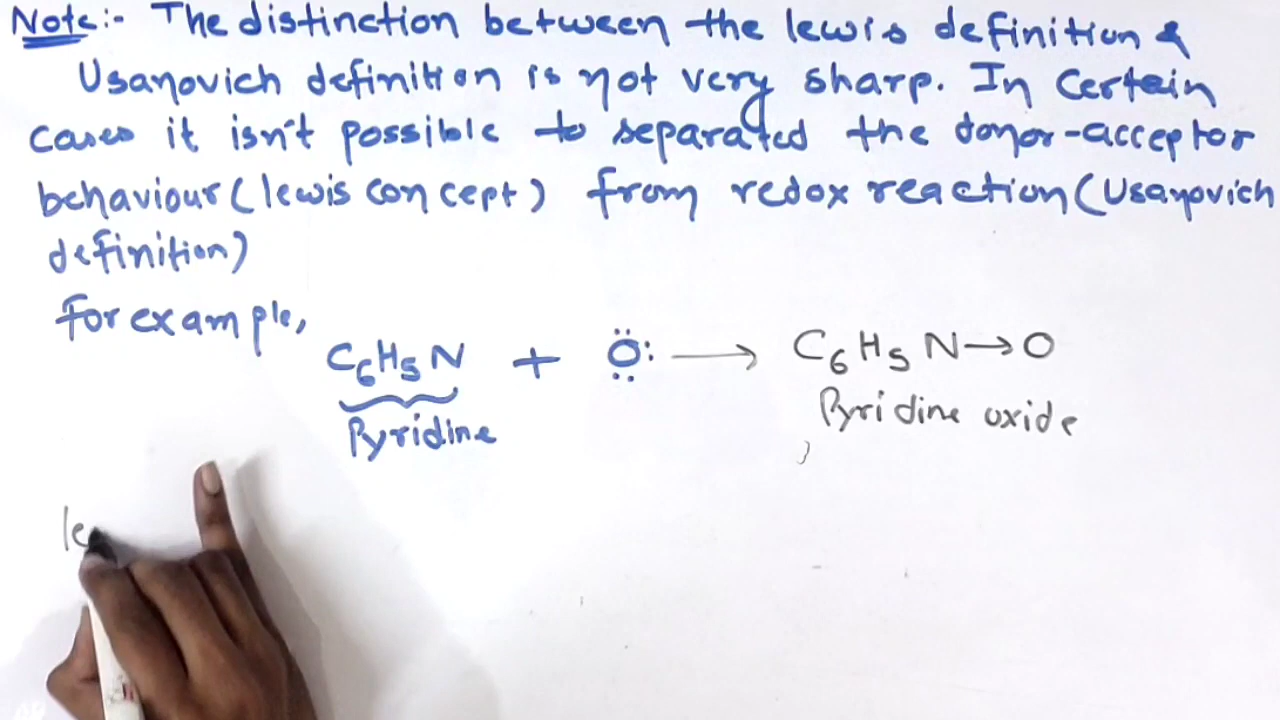 Note:- The distinction between the lewis definition &
Usanovich definition is not very sharp. In Certain
cases it isn't possible to separated the donor-acceptor
behaviour (lewis concept) from redox reaction (Usanovich
definition)
For example,
C₆H₅N + Ö: → C₆H₅N→O
Pyridine Pyridine oxide
le